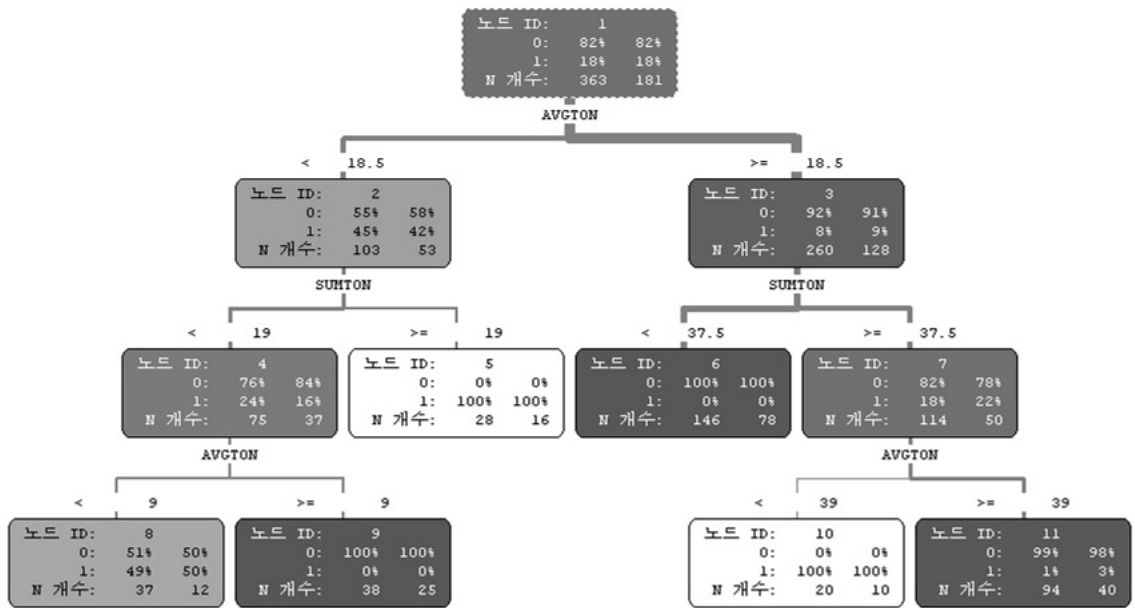 노드 ID: 1
0: 82% 82%
1: 18% 18%
N 개수: 363 181
AVGTON
< 18.5
>= 18.5
노드 ID: 2
0: 55% 58%
1: 45% 42%
N 개수: 103 53
노드 ID: 3
0: 92% 91%
1: 8% 9%
N 개수: 260 128
SUMTON
SUMTON
< 19
>= 19
< 37.5
>= 37.5
노드 ID: 4
0: 76% 84%
1: 24% 16%
N 개수: 75 37
노드 ID: 5
0: 0% 0%
1: 100% 100%
N 개수: 28 16
노드 ID: 6
0: 100% 100%
1: 0% 0%
N 개수: 146 78
노드 ID: 7
0: 82% 78%
1: 18% 22%
N 개수: 114 50
AVGTON
AVGTON
< 9
>= 9
< 39
>= 39
노드 ID: 8
0: 51% 50%
1: 49% 50%
N 개수: 37 12
노드 ID: 9
0: 100% 100%
1: 0% 0%
N 개수: 38 25
노드 ID: 10
0: 0% 0%
1: 100% 100%
N 개수: 20 10
노드 ID: 11
0: 99% 98%
1: 1% 3%
N 개수: 94 40